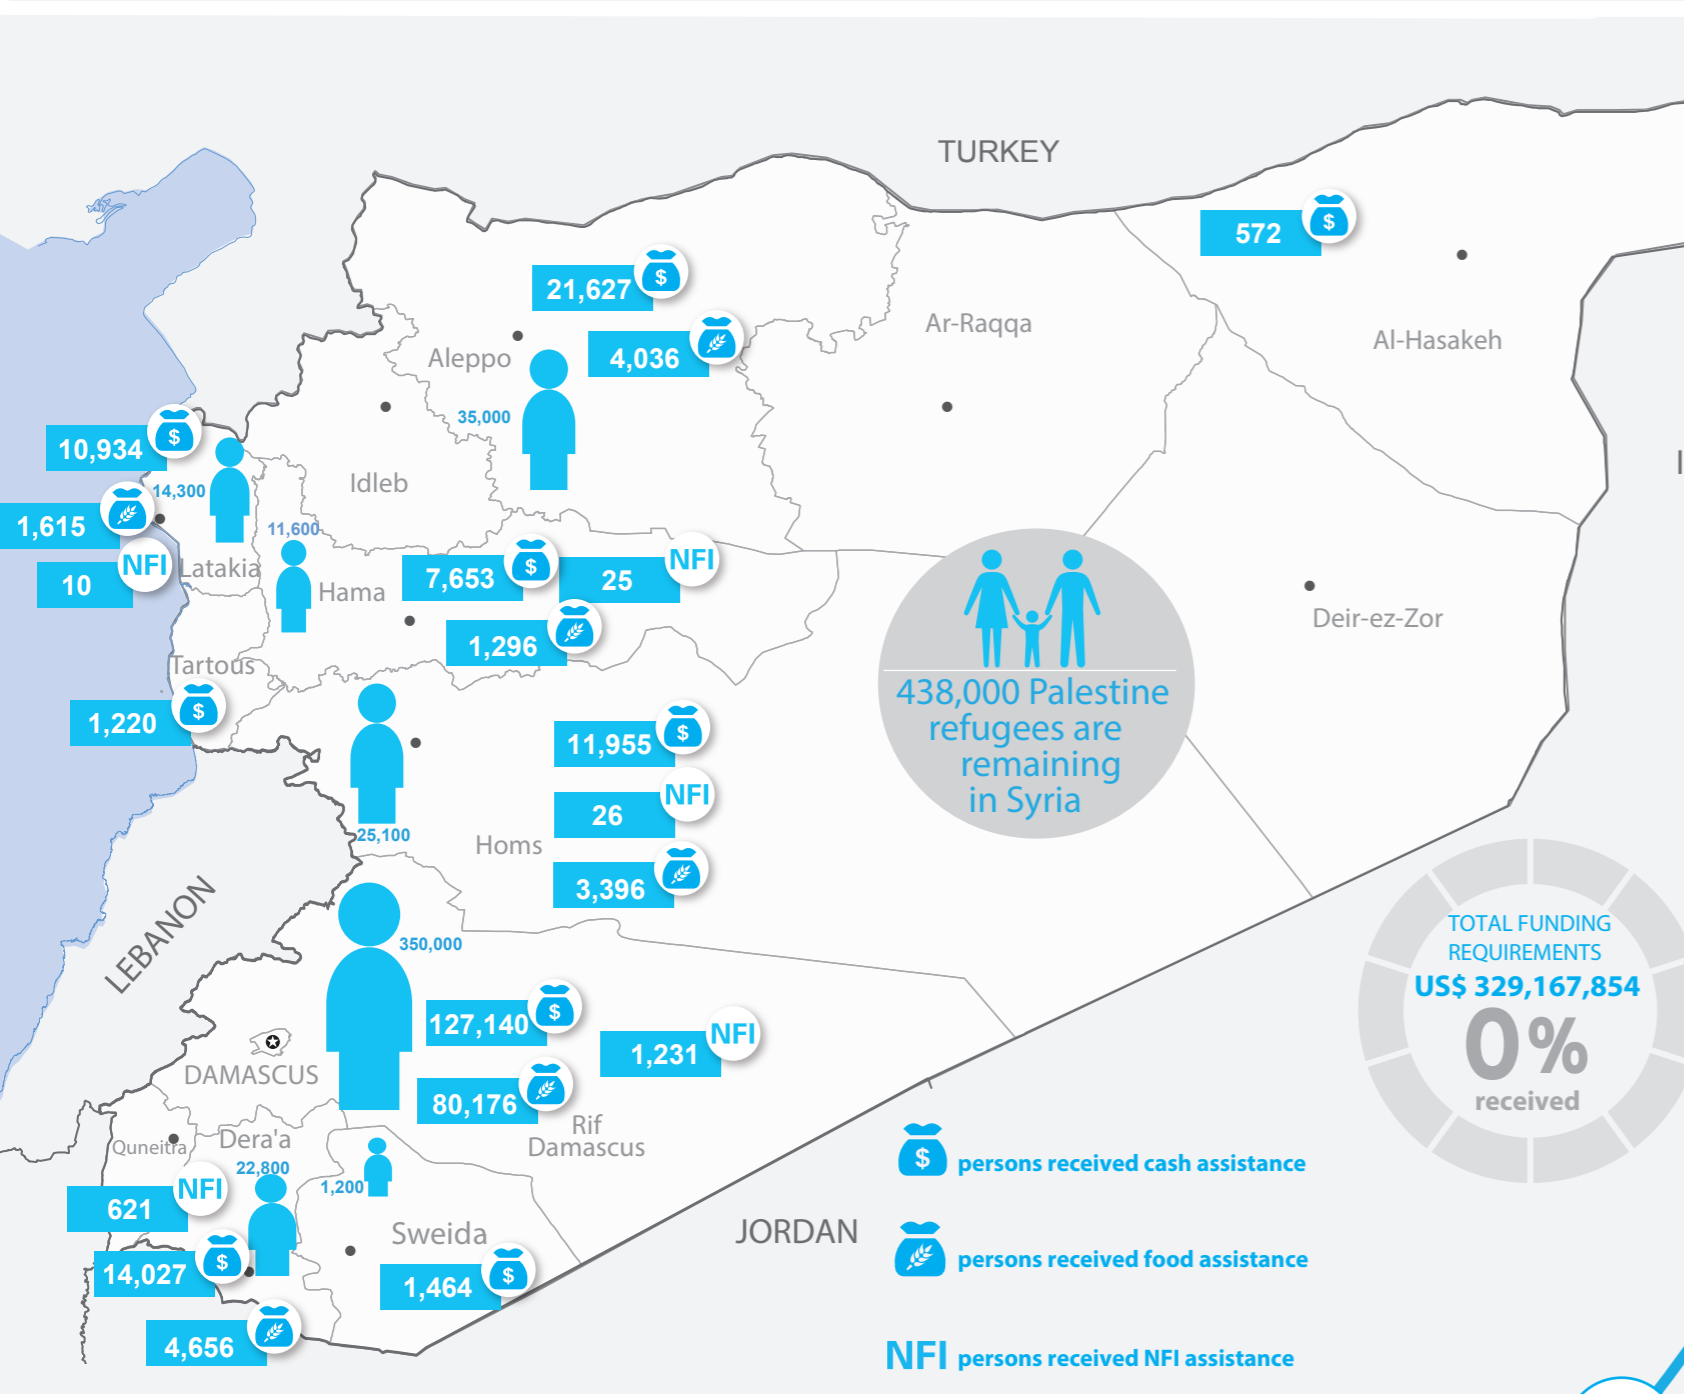 TURKEY
572
$
21,627
$
Ar-Raqqa
4,036
Aleppo
Al-Hasakeh
35,000
10,934
$
14,300
Idleb
1,615
11,600
NFI
10
Latakia
Hama
7,653
$
25
NFI
1,296
Deir-ez-Zor
Tartous
1,220
$
438,000 Palestine
refugees are
remaining
in Syria
11,955
$
26
NFI
25,100
Homs
3,396
LEBANON
350,000
TOTAL FUNDING
REQUIREMENTS
US$ 329,167,854
0%
received
127,140
$
1,231
NFI
DAMASCUS
80,176
Rif
Damascus
Quneitra
Dera'a
22,800
1,200
621
NFI
Sweida
14,027
$
1,464
$
4,656
JORDAN
$ persons received cash assistance
persons received food assistance
NFI persons received NFI assistance